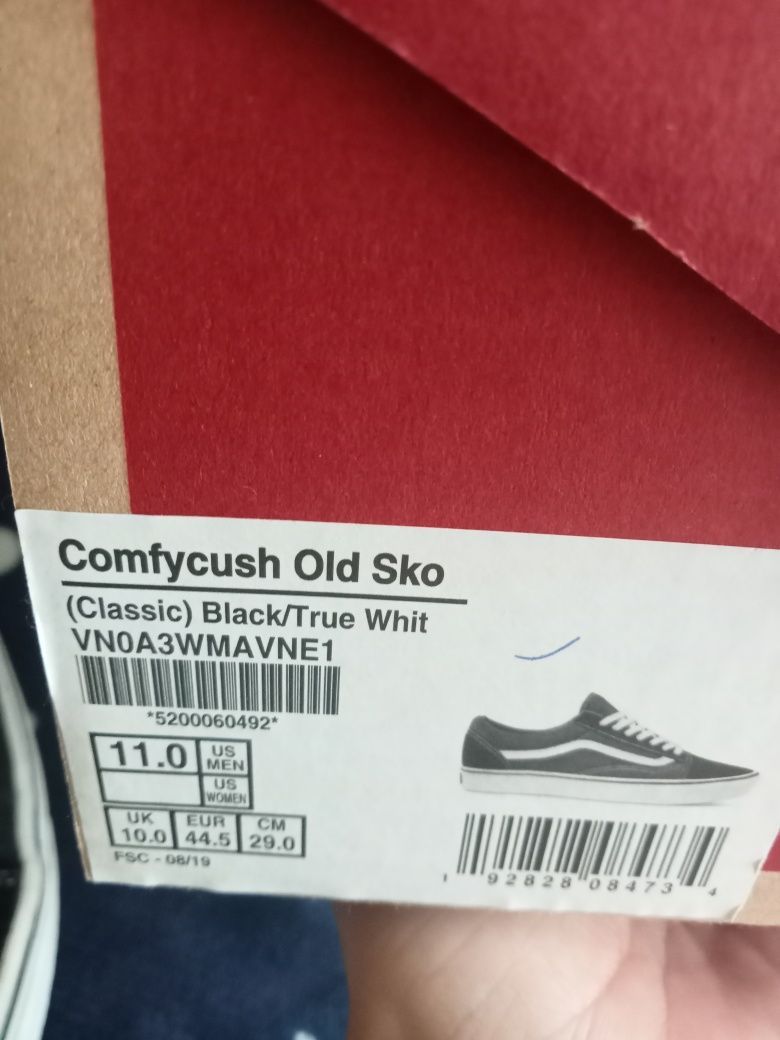 Comfycush Old Sko
(Classic) Black/True Whit
VN0A3WMAVNE1
*5200060492*
11.0 US MEN
US WOMEN
UK EUR CM
10.0 44.5 29.0
FSC - 08/19
1 92828 08473 4